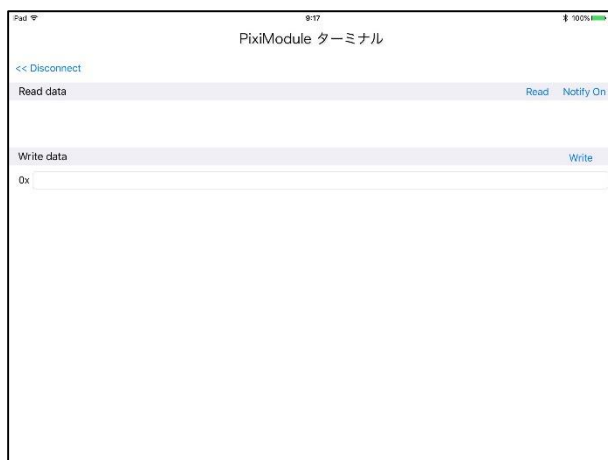 Pad 9:17 100%
PixiModule ターミナル
<< Disconnect
Read data Read Notify On
Write data Write
0x